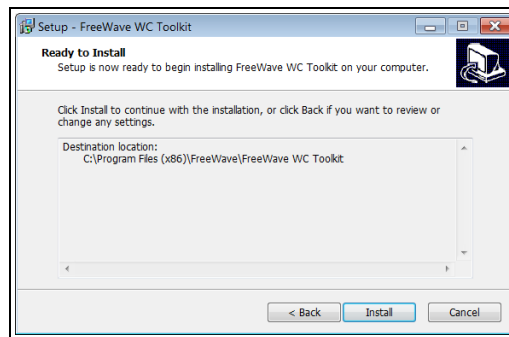 Setup - FreeWave WC Toolkit
Ready to Install
Setup is now ready to begin installing FreeWave WC Toolkit on your computer.
Click Install to continue with the installation, or click Back if you want to review or
change any settings.
Destination location:
C:\Program Files (x86)\FreeWave\FreeWave WC Toolkit
< Back
Install
Cancel